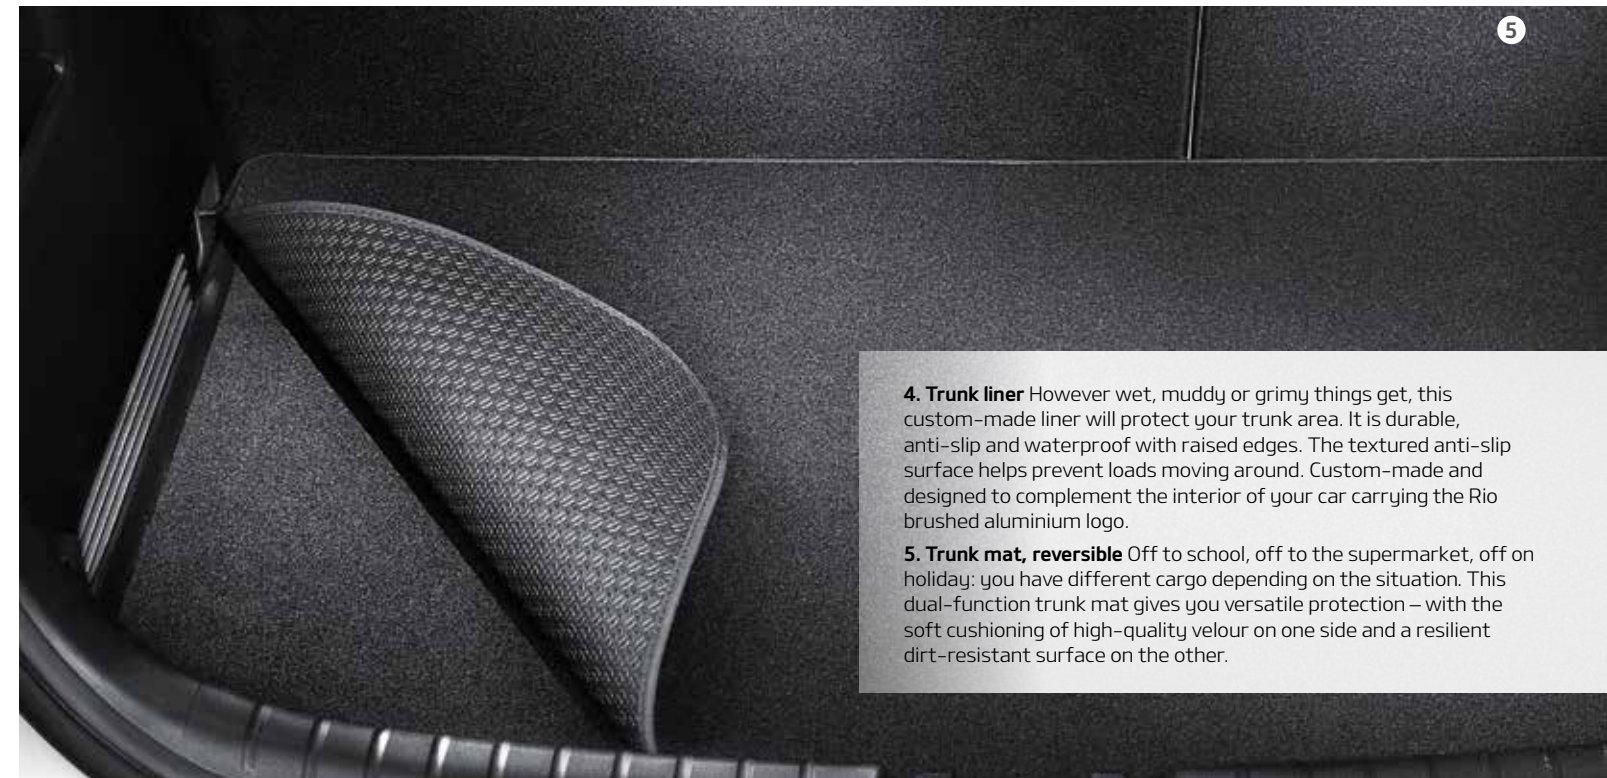 5
4. Trunk liner However wet, muddy or grimy things get, this
custom-made liner will protect your trunk area. It is durable,
anti-slip and waterproof with raised edges. The textured anti-slip
surface helps prevent loads moving around. Custom-made and
designed to complement the interior of your car carrying the Rio
brushed aluminium logo.
5. Trunk mat, reversible Off to school, off to the supermarket, off on
holiday: you have different cargo depending on the situation. This
dual-function trunk mat gives you versatile protection – with the
soft cushioning of high-quality velour on one side and a resilient
dirt-resistant surface on the other.